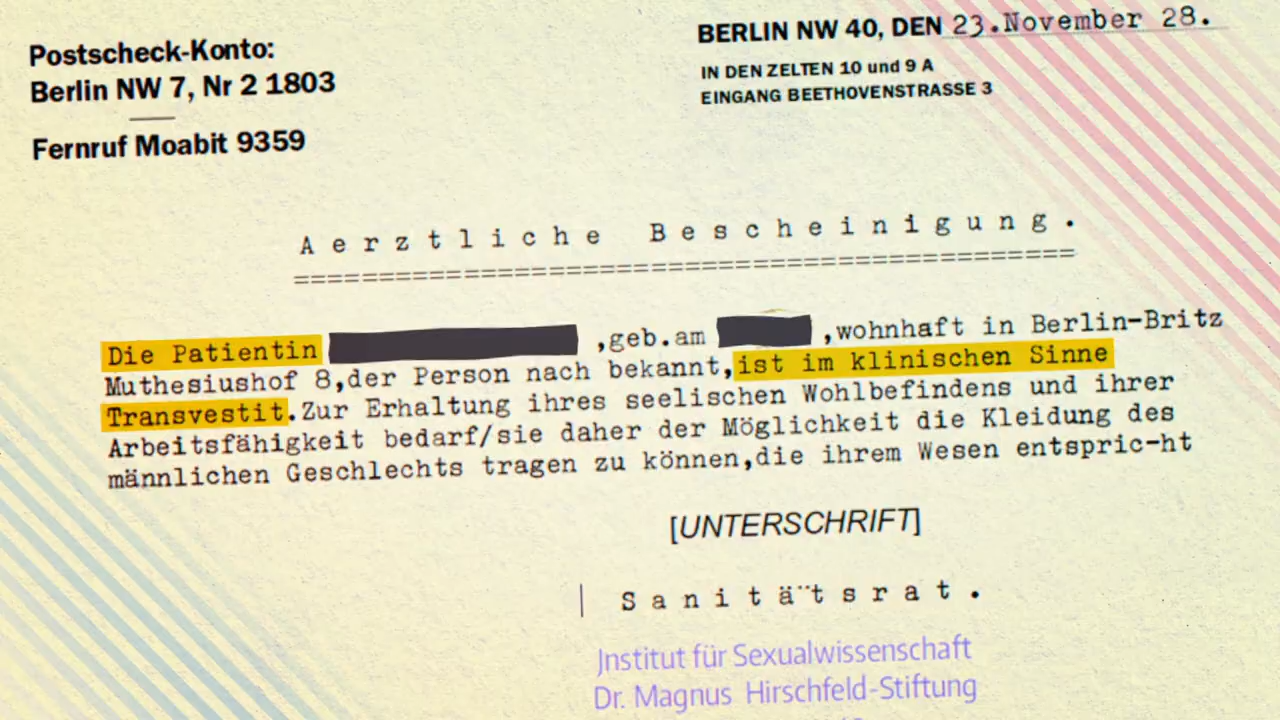 Postscheck-Konto:
Berlin NW 7, Nr 2 1803
Fernruf Moabit 9359
BERLIN NW 40, DEN 23.November 28.
IN DEN ZELTEN 10 und 9 A
EINGANG BEETHOVENSTRASSE 3
Aerztliche Bescheinigung.
Die Patientin ,geb.am ,wohnhaft in Berlin-Britz
Muthesiushof 8,der Person nach bekannt,ist im klinischen Sinne
Transvestit.Zur Erhaltung ihres seelischen Wohlbefindens und ihrer
Arbeitsfähigkeit bedarf/sie daher der Möglichkeit die Kleidung des
männlichen Geschlechts tragen zu können,die ihrem Wesen entspric-ht
[UNTERSCHRIFT]
Sanitätsrat.
Jnstitut für Sexualwissenschaft
Dr. Magnus Hirschfeld-Stiftung